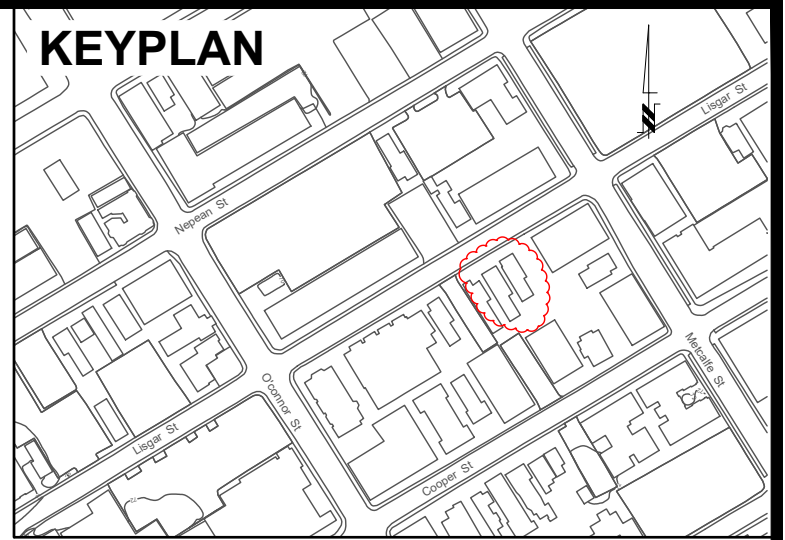 KEYPLAN
Lisgar St
Nepean St
Metcalfe St
O'connor St
Lisgar St
Cooper St